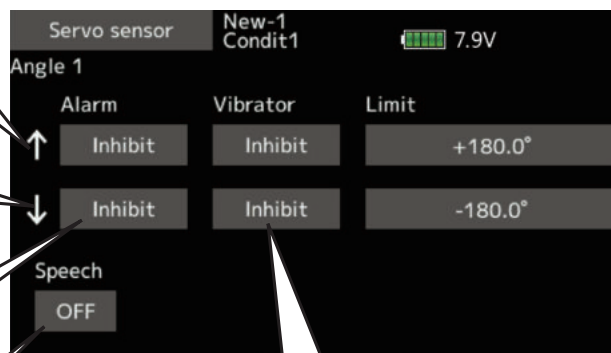 Servo sensor
New-1
Condit1
7.9V
Angle 1
Alarm Vibrator Limit
↑ Inhibit Inhibit +180.0°
↓ Inhibit Inhibit -180.0°
Speech
OFF